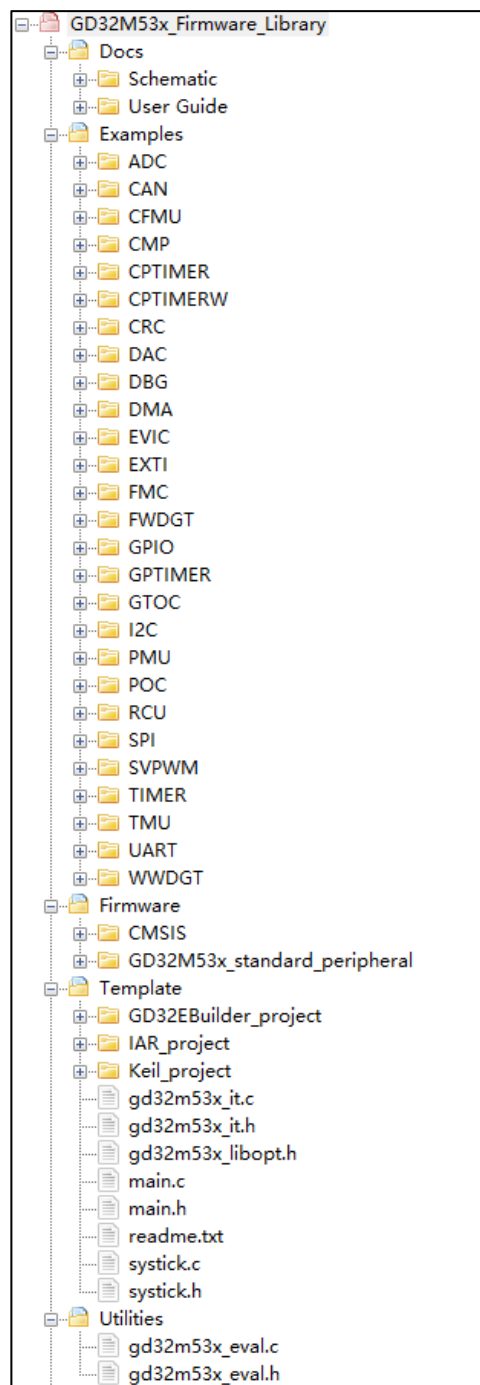 GD32M53x_Firmware_Library
Docs
Schematic
User Guide
Examples
ADC
CAN
CFMU
CMP
CPTIMER
CPTIMERW
CRC
DAC
DBG
DMA
EVIC
EXTI
FMC
FWDGT
GPIO
GPTIMER
GTOC
I2C
PMU
POC
RCU
SPI
SVPWM
TIMER
TMU
UART
WWDGT
Firmware
CMSIS
GD32M53x_standard_peripheral
Template
GD32EBuilder_project
IAR_project
Keil_project
gd32m53x_it.c
gd32m53x_it.h
gd32m53x_libopt.h
main.c
main.h
readme.txt
systick.c
systick.h
Utilities
gd32m53x_eval.c
gd32m53x_eval.h